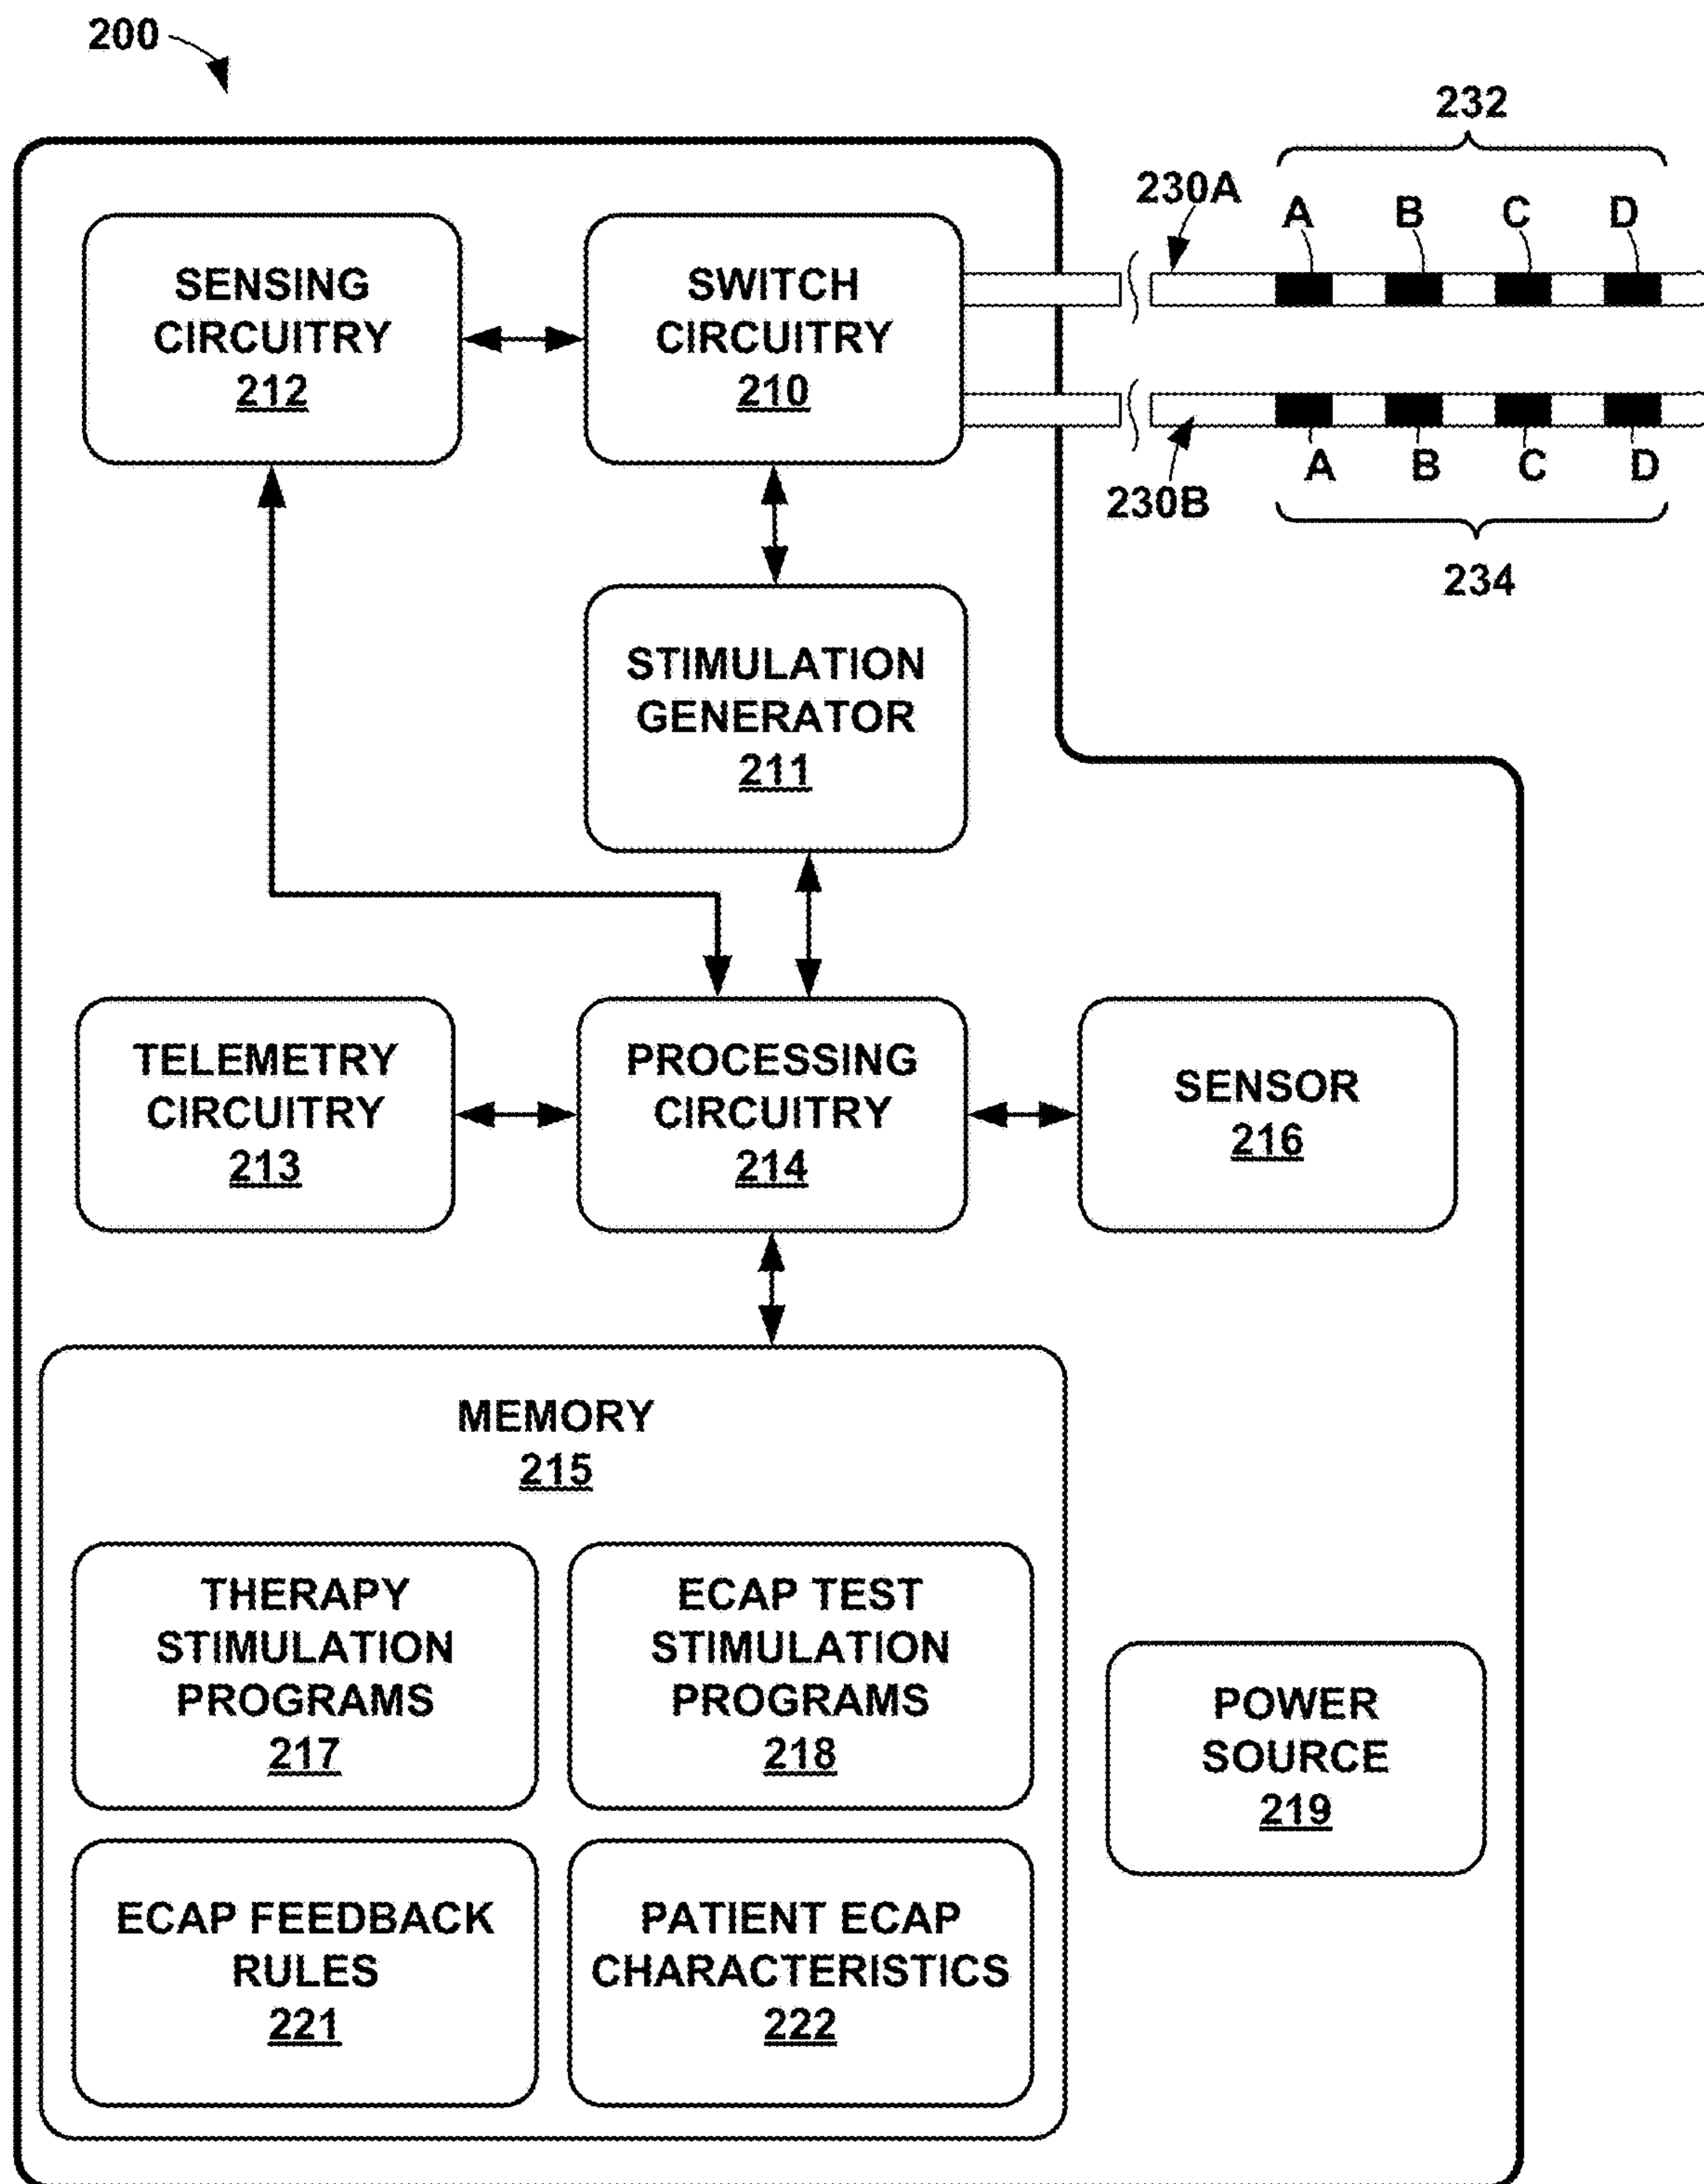 200
232
230A
A B C D
SENSING
CIRCUITRY
212
SWITCH
CIRCUITRY
210
A B C D
230B
234
STIMULATION
GENERATOR
211
TELEMETRY
CIRCUITRY
213
PROCESSING
CIRCUITRY
214
SENSOR
216
MEMORY
215
THERAPY
STIMULATION
PROGRAMS
217
ECAP TEST
STIMULATION
PROGRAMS
218
POWER
SOURCE
219
ECAP FEEDBACK
RULES
221
PATIENT ECAP
CHARACTERISTICS
222